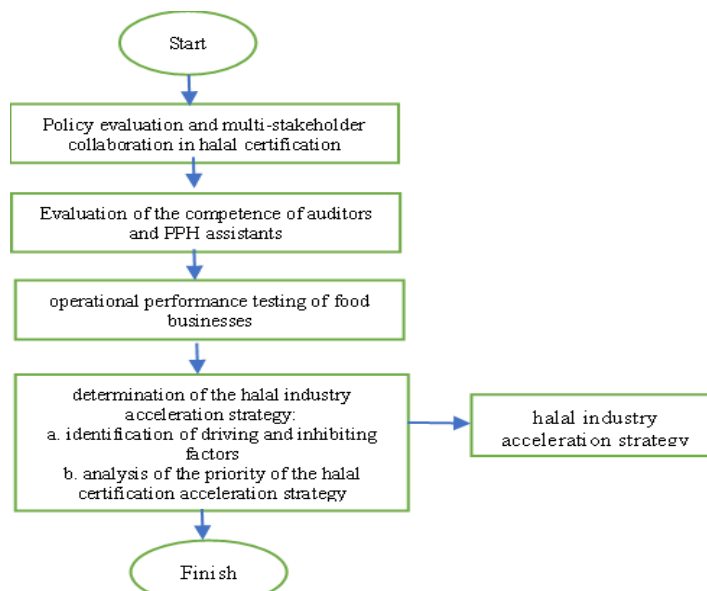 Start
Policy evaluation and multi-stakeholder
collaboration in halal certification
Evaluation of the competence of auditors
and PPH assistants
operational performance testing of food
businesses
determination of the halal industry
acceleration strategy:
a. identification of driving and inhibiting
factors
b. analysis of the priority of the halal
certification acceleration strategy
halal industry
acceleration strategy
Finish